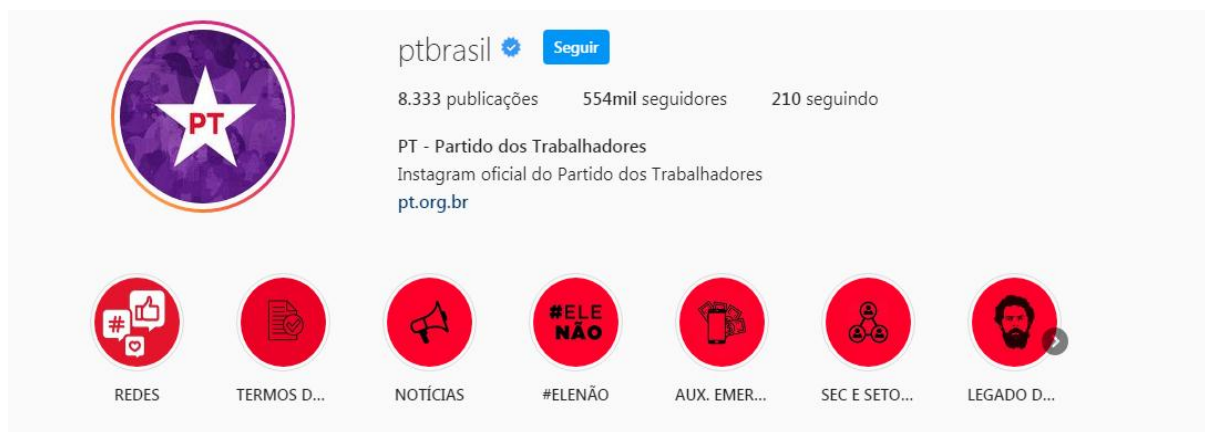 PT
ptbrasil Seguir
8.333 publicações 554mil seguidores 210 seguindo
PT - Partido dos Trabalhadores
Instagram oficial do Partido dos Trabalhadores
pt.org.br
#
#ELE
NÃO
REDES TERMOS D... NOTÍCIAS #ELENÃO AUX. EMER... SEC E SETO... LEGADO D...